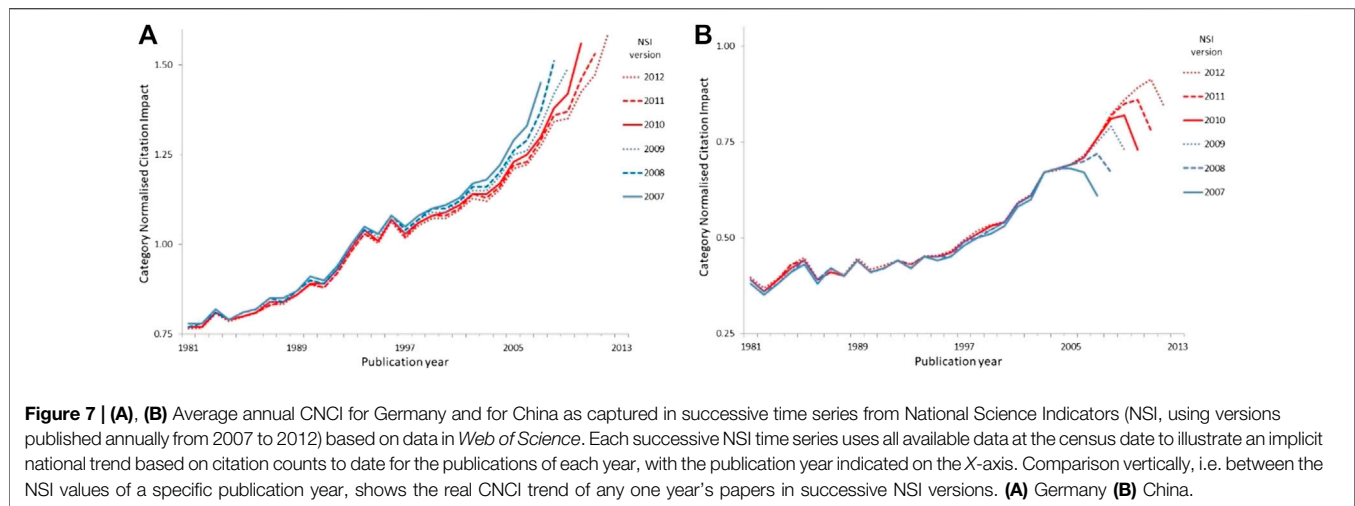 A
Category Normalised Citation Impact
1.50
1.25
1.00
0.75
1981
1989
1997
2005
2013
Publication year
NSI
version
2012
2011
2010
2009
2008
2007
B
Category Normalised Citation Impact
1.00
0.75
0.50
0.25
1981
1989
1997
2005
2013
Publication year
NSI
version
2012
2011
2010
2009
2008
2007
Figure 7 | (A), (B) Average annual CNCI for Germany and for China as captured in successive time series from National Science Indicators (NSI, using versions
published annually from 2007 to 2012) based on data in Web of Science. Each successive NSI time series uses all available data at the census date to illustrate an implicit
national trend based on citation counts to date for the publications of each year, with the publication year indicated on the X-axis. Comparison vertically, i.e. between the
NSI values of a specific publication year, shows the real CNCI trend of any one year's papers in successive NSI versions. (A) Germany (B) China.